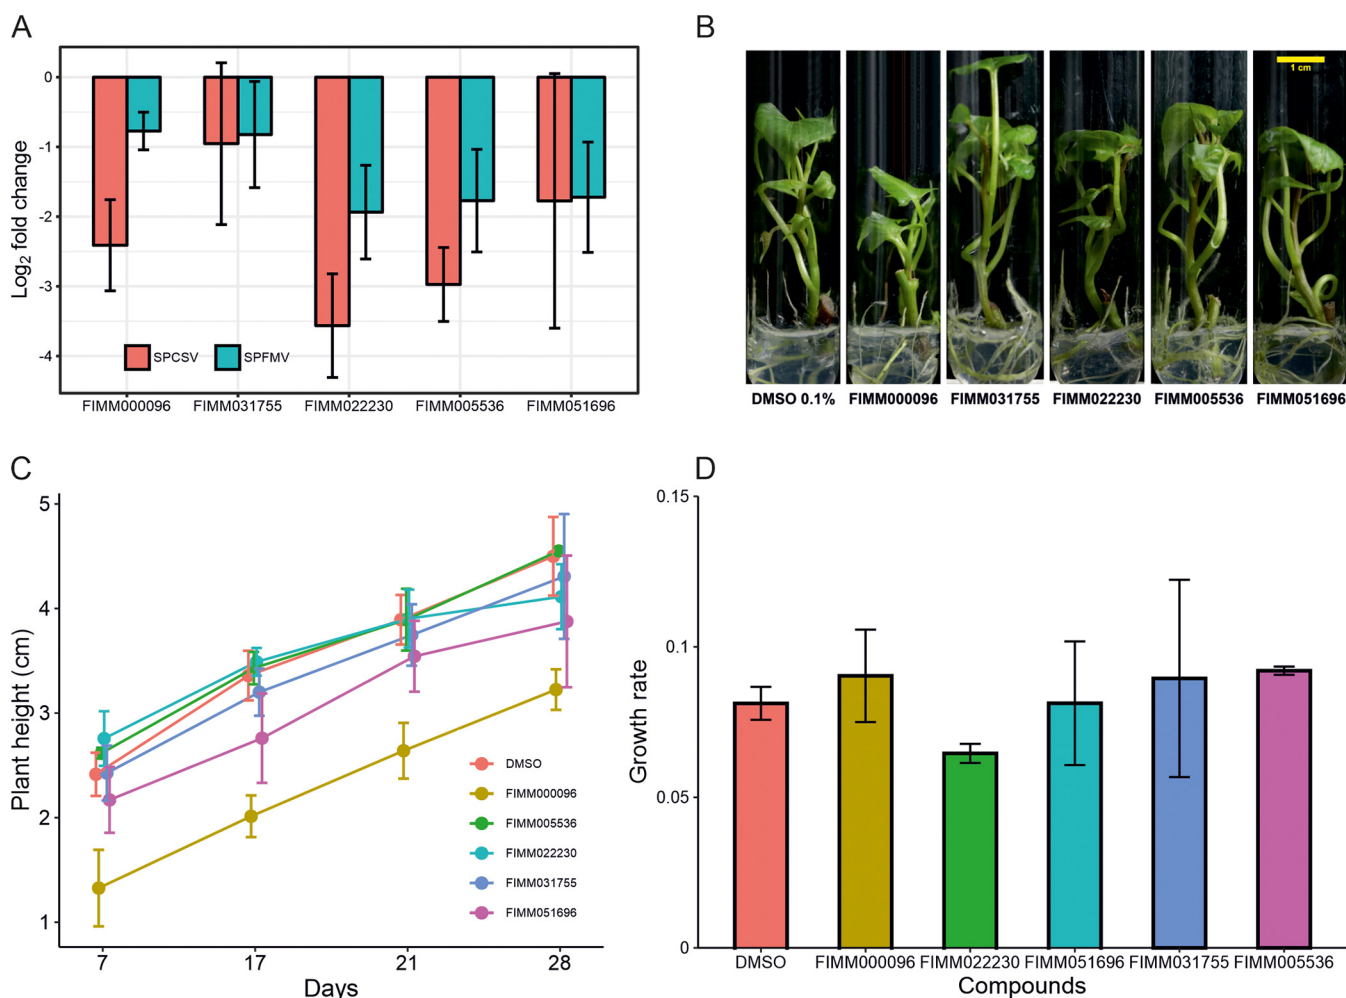 A
0
-1
-2
-3
-4
Log2 fold change
SPCSV SPFMV
FIMM000096 FIMM031755 FIMM022230 FIMM005536 FIMM051696
B
1 cm
DMSO 0.1% FIMM000096 FIMM031755 FIMM022230 FIMM005536 FIMM051696
C
5
4
3
2
1
Plant height (cm)
DMSO
FIMM000096
FIMM005536
FIMM022230
FIMM031755
FIMM051696
7 17 21 28
Days
D
0.15
0.1
0.05
0
Growth rate
DMSO FIMM000096 FIMM022230 FIMM051696 FIMM031755 FIMM005536
Compounds